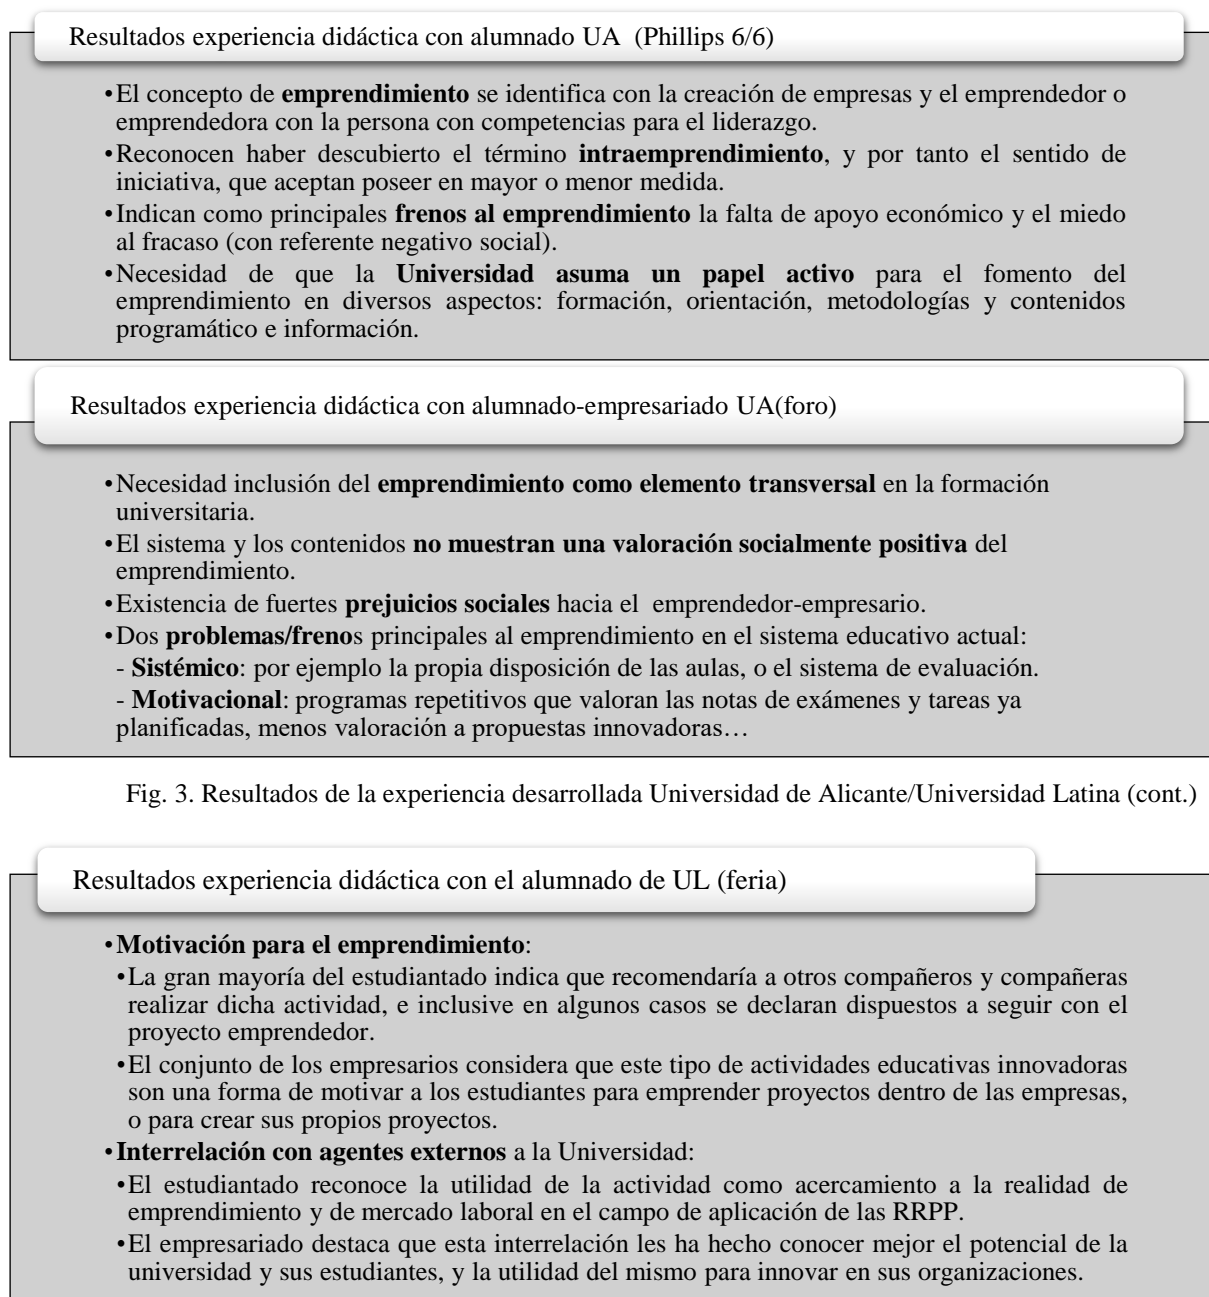 Resultados experiencia didáctica con alumnado UA (Phillips 6/6)
•El concepto de emprendimiento se identifica con la creación de empresas y el emprendedor o
emprendedora con la persona con competencias para el liderazgo.
•Reconocen haber descubierto el término intraemprendimiento, y por tanto el sentido de
iniciativa, que aceptan poseer en mayor o menor medida.
•Indican como principales frenos al emprendimiento la falta de apoyo económico y el miedo
al fracaso (con referente negativo social).
•Necesidad de que la Universidad asuma un papel activo para el fomento del
emprendimiento en diversos aspectos: formación, orientación, metodologías y contenidos
programático e información.
Resultados experiencia didáctica con alumnado-empresariado UA(foro)
•Necesidad inclusión del emprendimiento como elemento transversal en la formación
universitaria.
•El sistema y los contenidos no muestran una valoración socialmente positiva del
emprendimiento.
•Existencia de fuertes prejuicios sociales hacia el emprendedor-empresario.
•Dos problemas/frenos principales al emprendimiento en el sistema educativo actual:
- Sistémico: por ejemplo la propia disposición de las aulas, o el sistema de evaluación.
- Motivacional: programas repetitivos que valoran las notas de exámenes y tareas ya
planificadas, menos valoración a propuestas innovadoras…
Fig. 3. Resultados de la experiencia desarrollada Universidad de Alicante/Universidad Latina (cont.)
Resultados experiencia didáctica con el alumnado de UL (feria)
•Motivación para el emprendimiento:
•La gran mayoría del estudiantado indica que recomendaría a otros compañeros y compañeras
realizar dicha actividad, e inclusive en algunos casos se declaran dispuestos a seguir con el
proyecto emprendedor.
•El conjunto de los empresarios considera que este tipo de actividades educativas innovadoras
son una forma de motivar a los estudiantes para emprender proyectos dentro de las empresas,
o para crear sus propios proyectos.
•Interrelación con agentes externos a la Universidad:
•El estudiantado reconoce la utilidad de la actividad como acercamiento a la realidad de
emprendimiento y de mercado laboral en el campo de aplicación de las RRPP.
•El empresariado destaca que esta interrelación les ha hecho conocer mejor el potencial de la
universidad y sus estudiantes, y la utilidad del mismo para innovar en sus organizaciones.